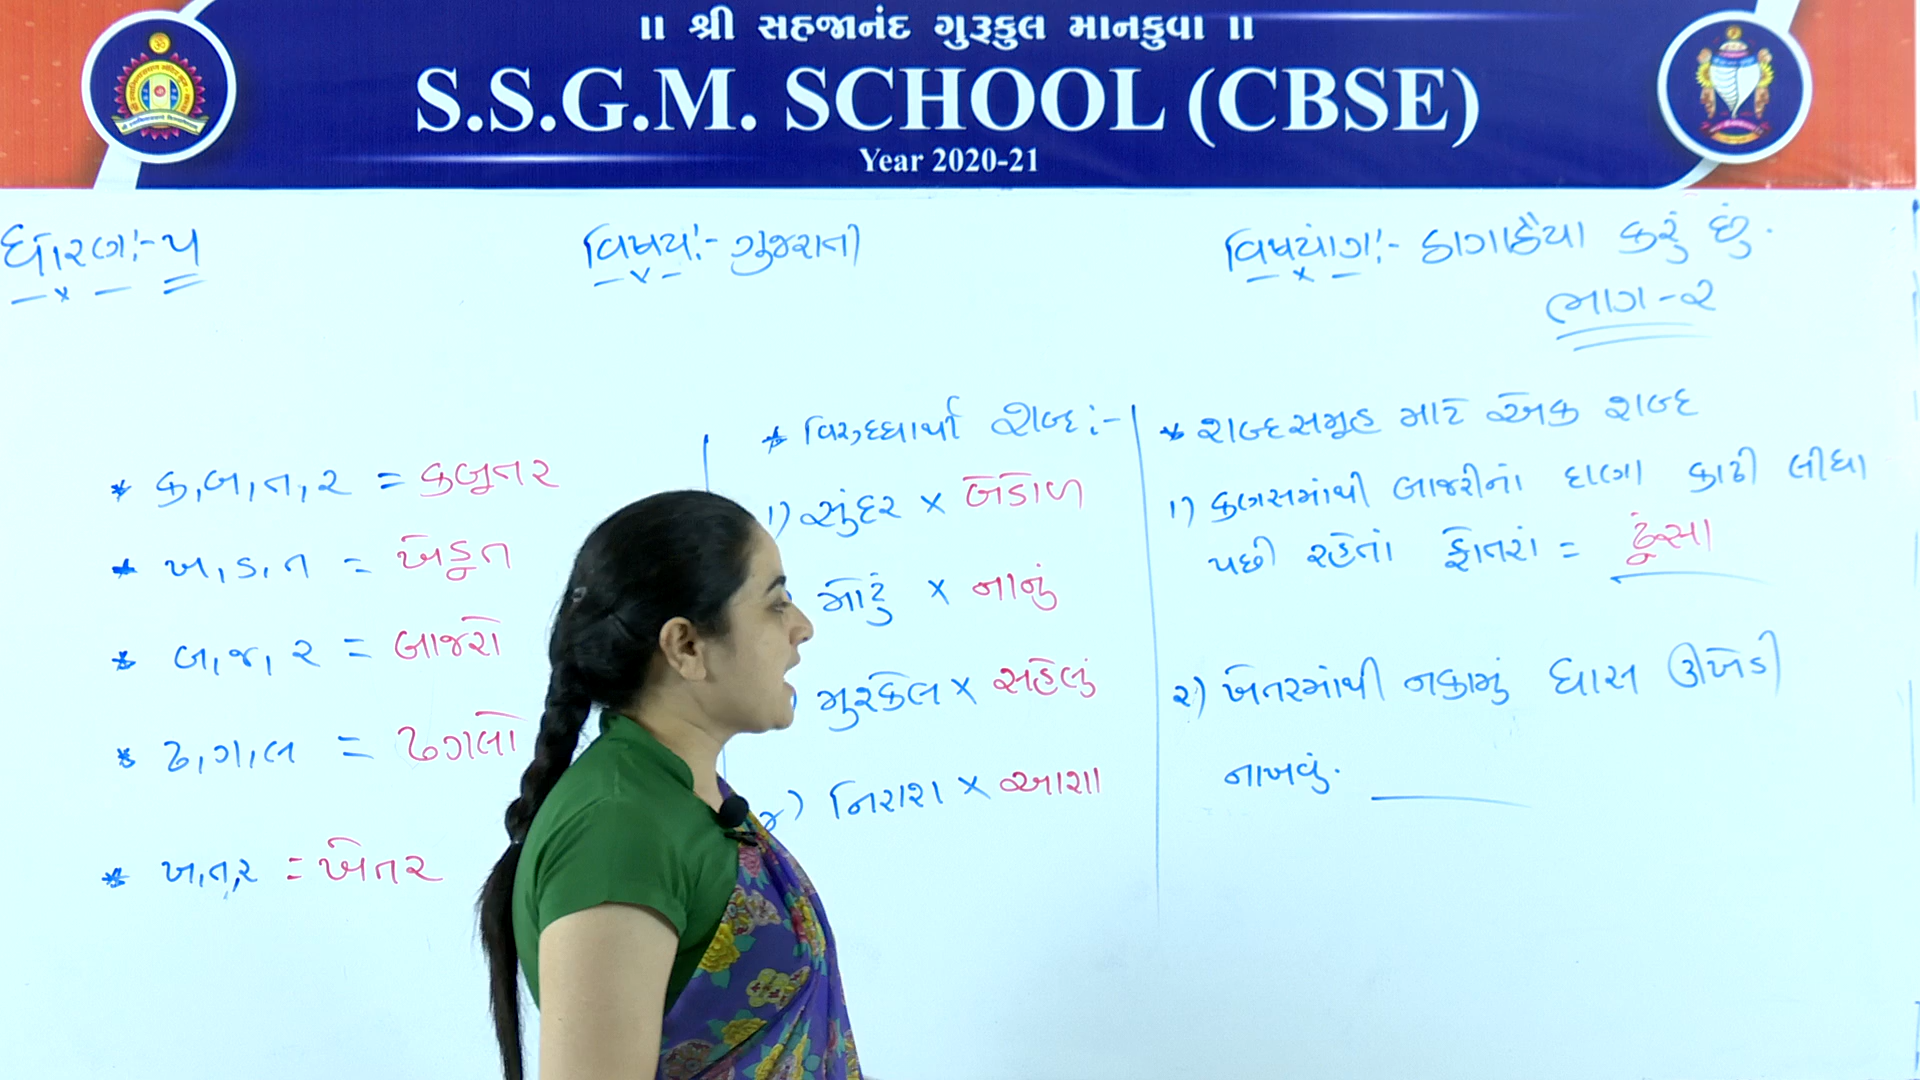 ॥ શ્રી સહજાનંદ ગુરૂકુલ માનકુવા ॥
S.S.G.M. SCHOOL (CBSE)
Year 2020-21
ધોરણ:- ૫
વિષય:- ગુજરાતી
વિષયાંગ:- કાગાડૈયા કરું છું.
ભાગ-૨
* ક,બ,ત,ર = કબૂતર
* ખ,ડ,ત = ખેડૂત
* બ,જ,ર = બાજરો
* ઢ,ગ,લ = ઢગલો
* ખ,ત,ર = ખેતર
* વિરુદ્ધાર્થી શબ્દ:-
૧) સુંદર × બેડોળ
મોટું × નાનું
મુશ્કેલ × સહેલું
૪) નિરાશા × આશા
* શબ્દસમૂહ માટે એક શબ્દ
૧) કણસમાંથી બાજરીનાં દાણા કાઢી લીધા
પછી રહેતાં ફોતરાં = ઢૂંસા
૨) ખેતરમાંથી નકામું ઘાસ ઊખેડી
નાખવું.